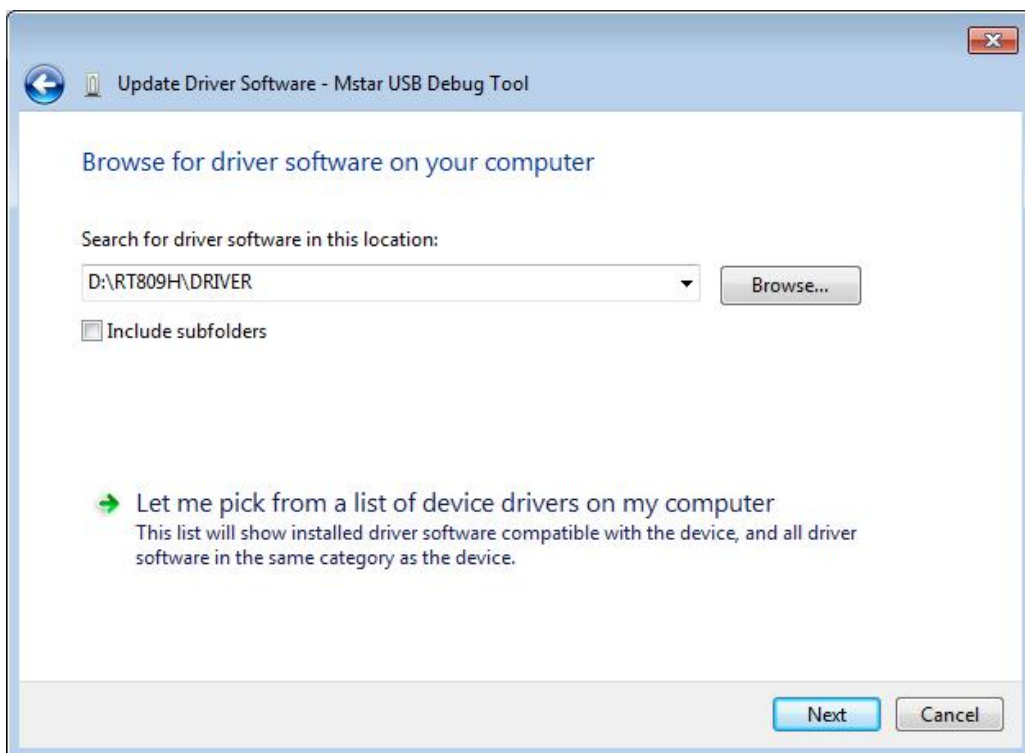 Update Driver Software - Mstar USB Debug Tool
Browse for driver software on your computer
Search for driver software in this location:
D:\RT809H\DRIVER
Browse...
Include subfolders
Let me pick from a list of device drivers on my computer
This list will show installed driver software compatible with the device, and all driver
software in the same category as the device.
Next
Cancel